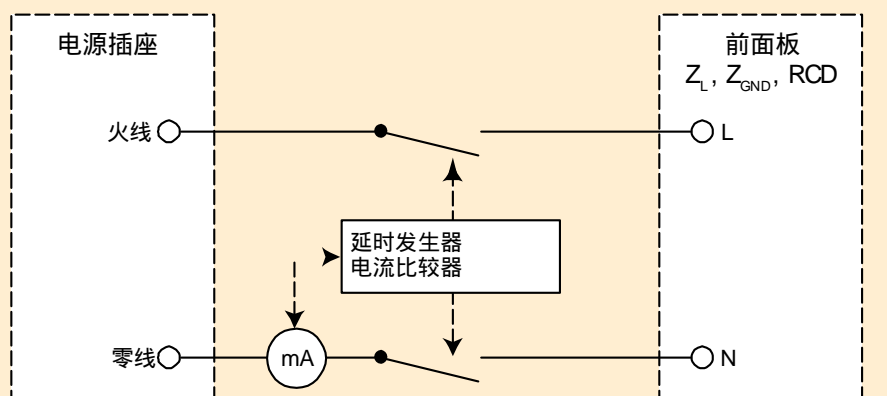 电源插座
前面板
Z_L, Z_GND, RCD
火线
L
延时发生器
电流比较器
零线
mA
N